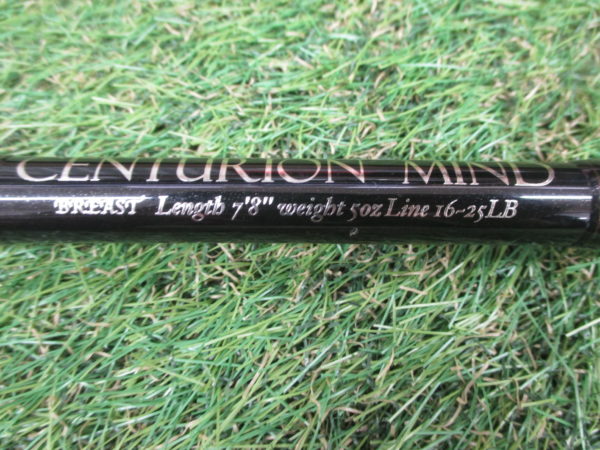 CENTURION MIND
BREAST Length 7'8" weight 5oz Line 16~25LB